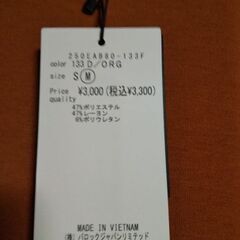 250EAB80-133F
color 133 D/ORG
size S M
Price ¥3,000(税込¥3,300)
quality
47%ポリエステル
47%レーヨン
6%ポリウレタン
MADE IN VIETNAM
(株)バロックジャパンリミテッド